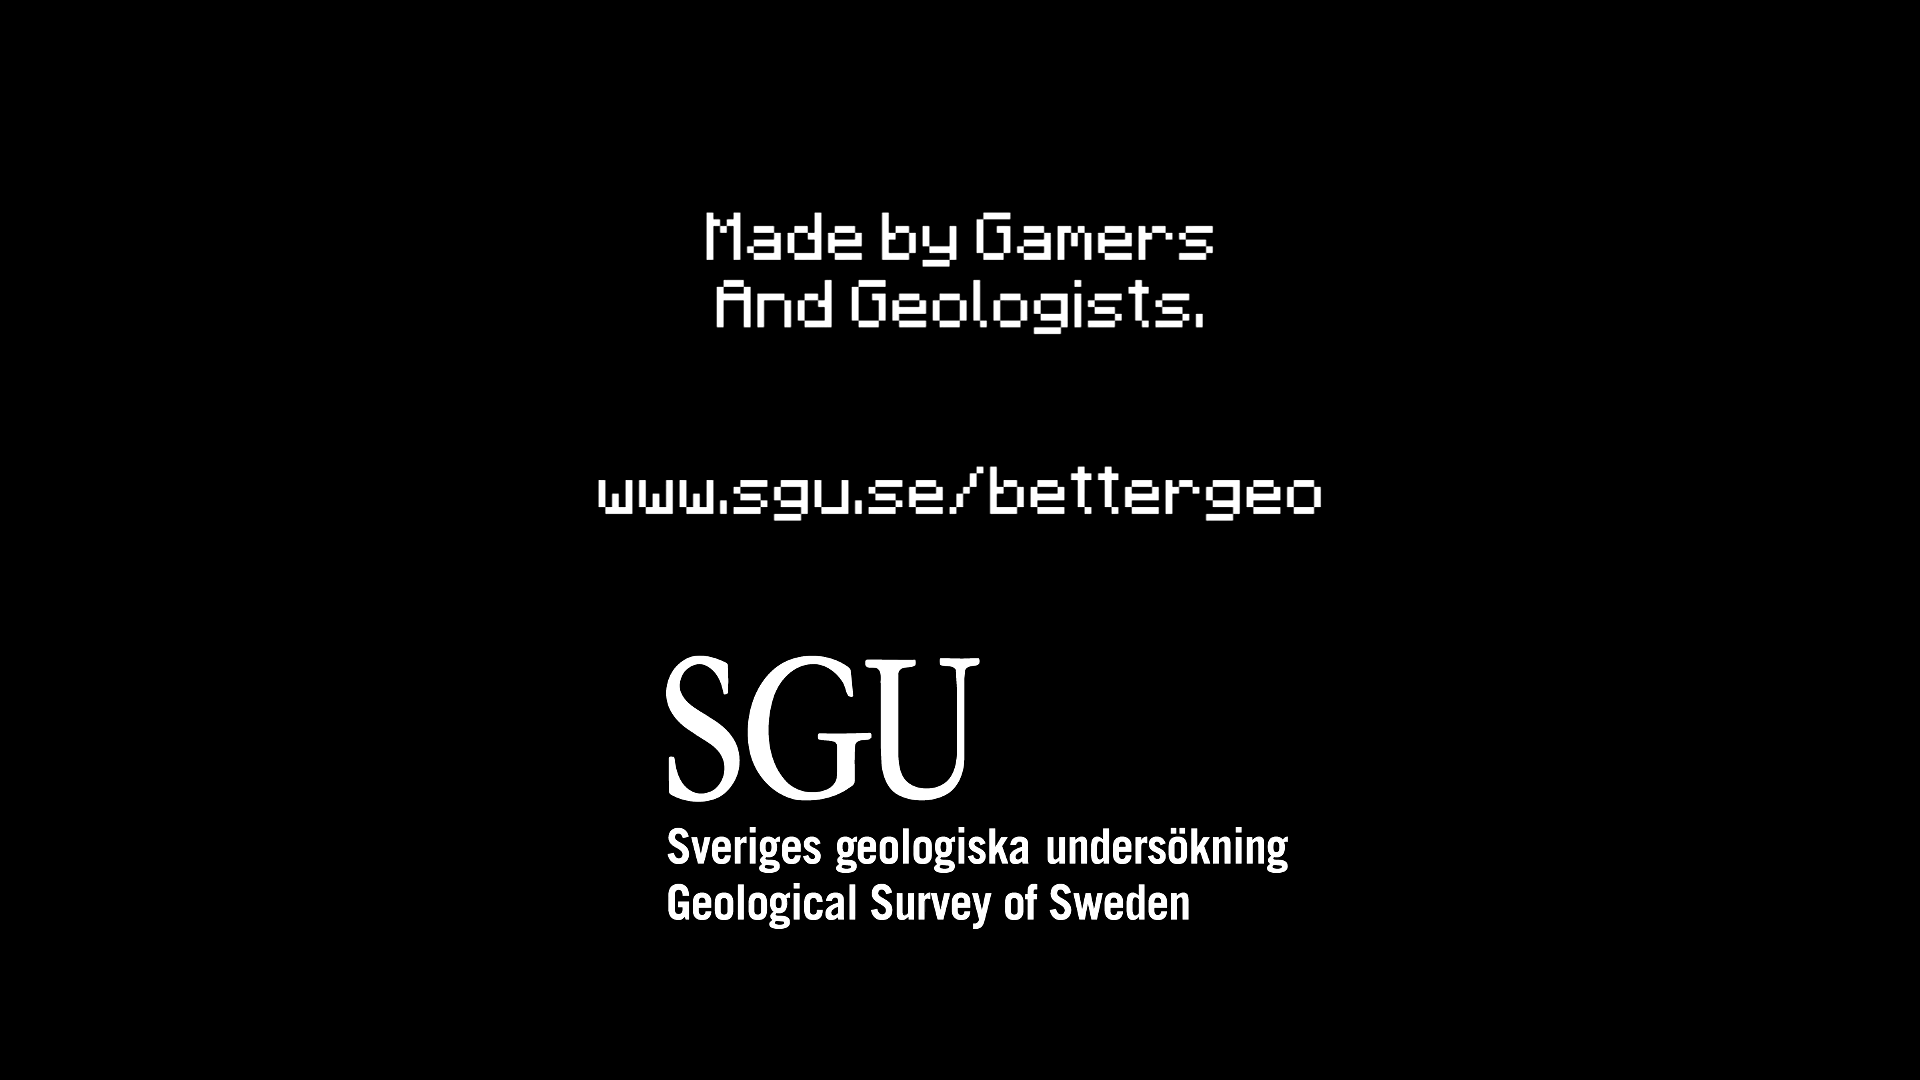 Made by Gamers
And Geologists.
www.sgu.se/bettergeo
SGU
Sveriges geologiska undersökning
Geological Survey of Sweden